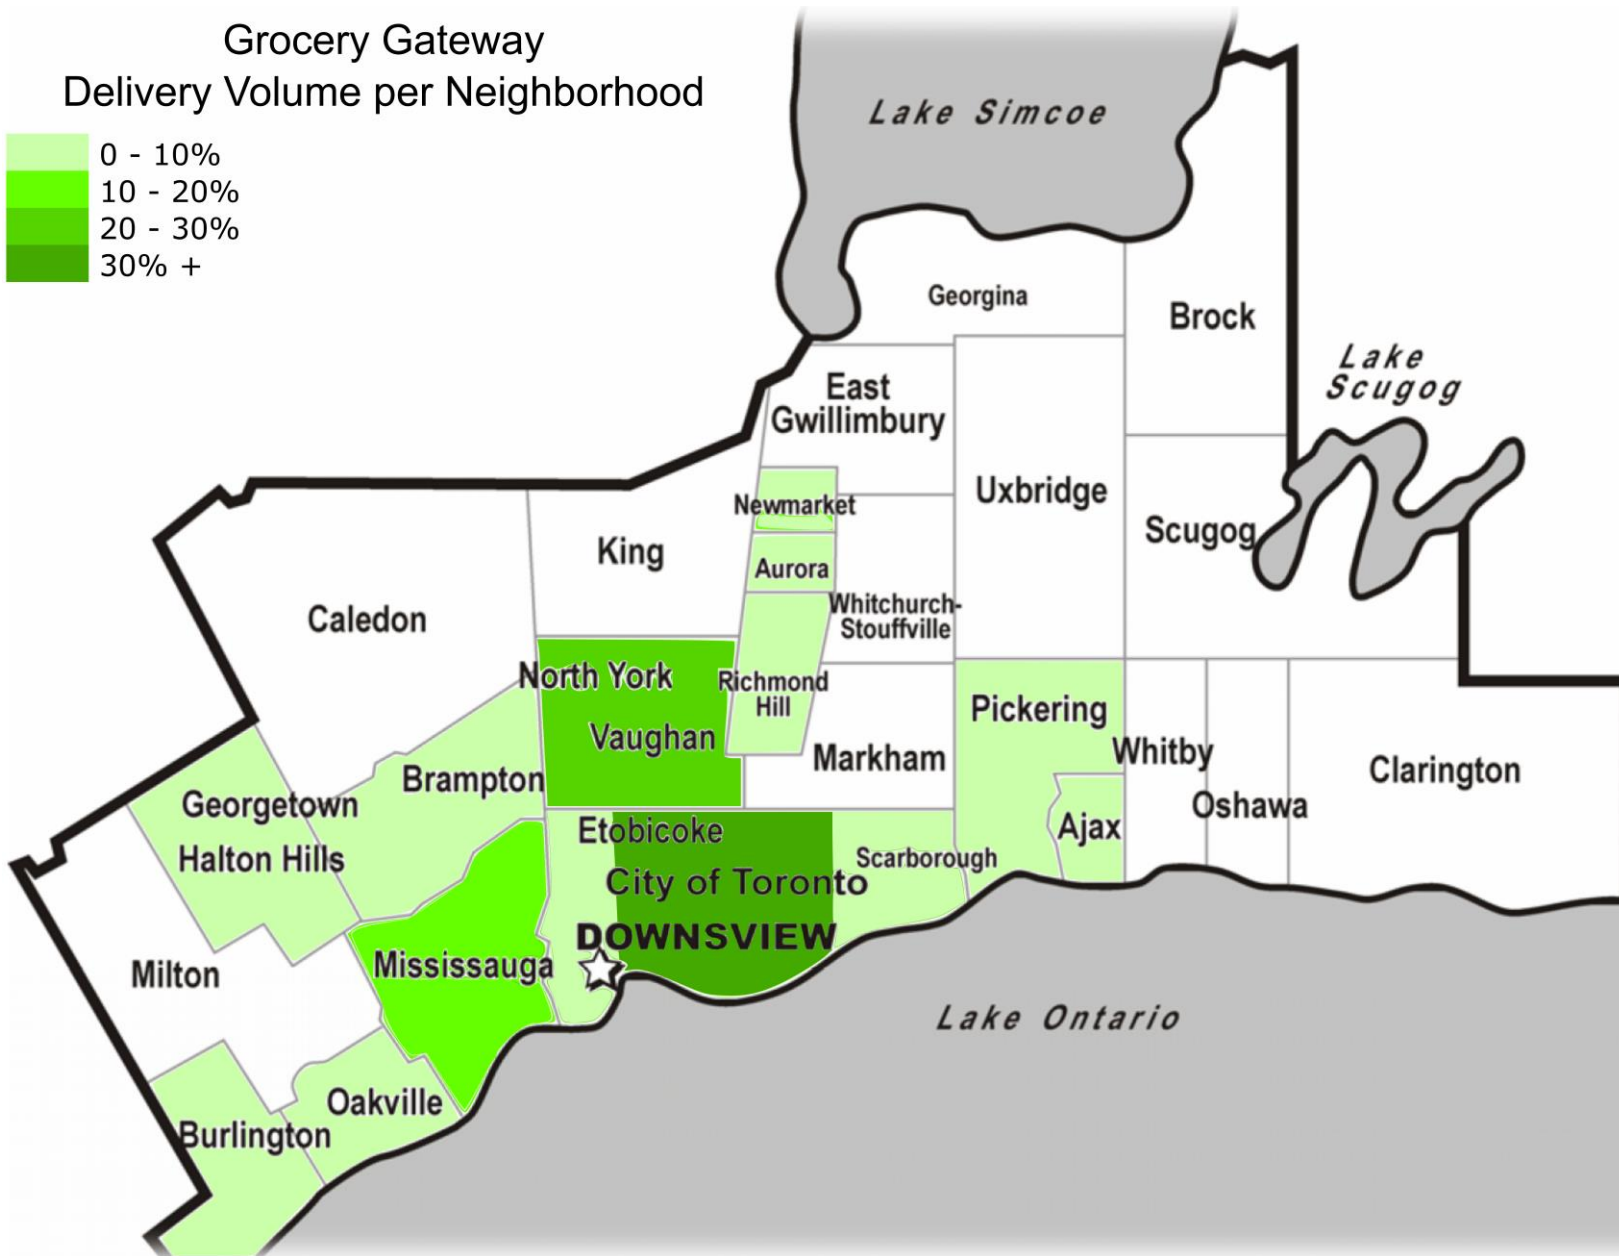 Grocery Gateway
Delivery Volume per Neighborhood
0 - 10%
10 - 20%
20 - 30%
30% +
Lake Simcoe
Georgina
Brock
Lake
Scugog
East
Gwillimbury
Uxbridge
Scugog
Newmarket
King
Aurora
Whitchurch-
Stouffville
Caledon
North York
Richmond
Hill
Vaughan
Markham
Pickering
Whitby
Clarington
Oshawa
Ajax
Brampton
Georgetown
Halton Hills
Etobicoke
Scarborough
City of Toronto
DOWNSVIEW
Mississauga
Milton
Lake Ontario
Oakville
Burlington